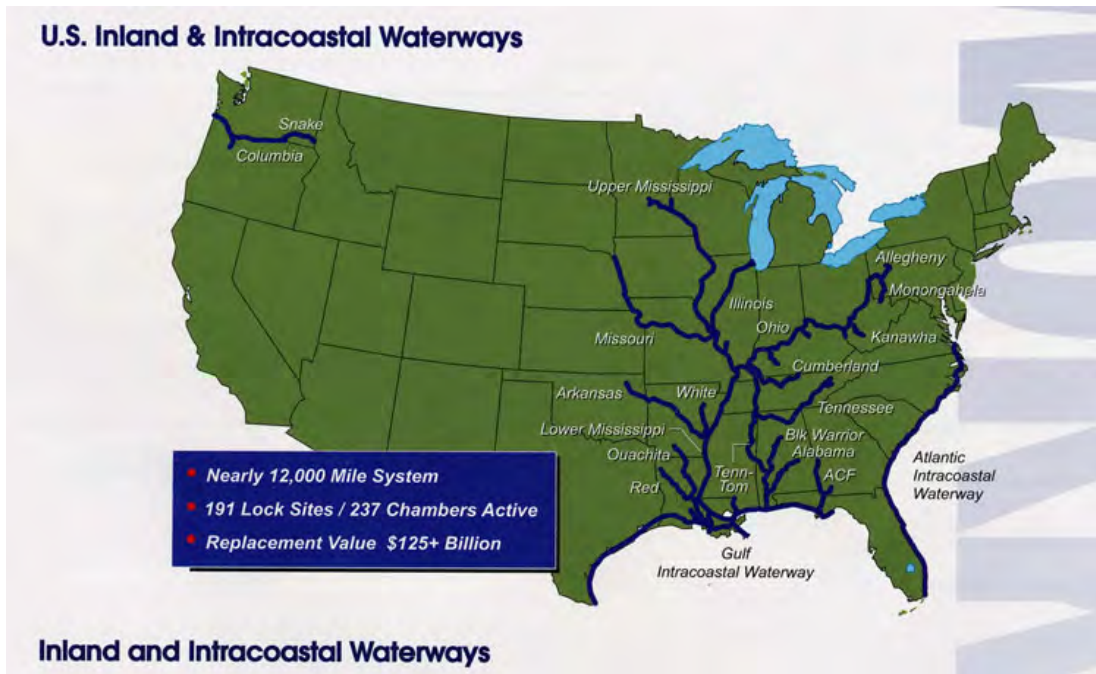 U.S. Inland & Intracoastal Waterways
Snake
Columbia
Upper Mississippi
Allegheny
Monongahela
Illinois
Ohio
Missouri
Kanawha
Cumberland
Arkansas
White
Tennessee
Lower Mississippi
Blk Warrior
Alabama
Ouachita
Tenn-
Tom
ACF
Red
Atlantic
Intracoastal
Waterway
Gulf
Intracoastal Waterway
▪ Nearly 12,000 Mile System
▪ 191 Lock Sites / 237 Chambers Active
▪ Replacement Value $125+ Billion
Inland and Intracoastal Waterways